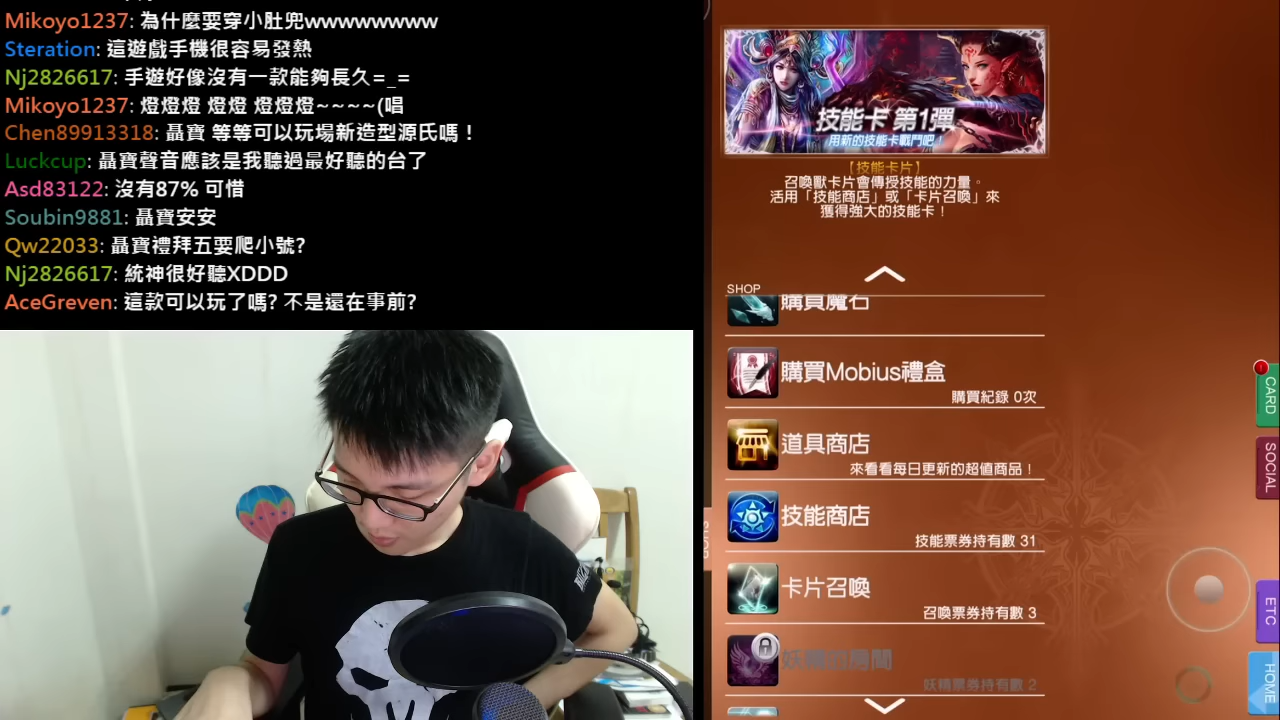 Mikoyo1237: 為什麼要穿小肚兜wwwwwwwww
Steration: 這遊戲手機很容易發熱
Nj2826617: 手遊好像沒有一款能夠長久=_=
Mikoyo1237: 燈燈燈 燈燈 燈燈燈~~~~(唱
Chen89913318: 聶寶 等等可以玩場新造型源氏嗎！
Luckcup: 聶寶聲音應該是我聽過最好聽的台了
Asd83122: 沒有87% 可惜
Soubin9881: 聶寶安安
Qw22033: 聶寶禮拜五要爬小號?
Nj2826617: 統神很好聽XDDD
AceGreven: 這款可以玩了嗎? 不是還在事前?
技能卡 第1彈
用新的技能卡戰鬥吧！
【技能卡片】
召喚獸卡片會傳授技能的力量。
活用「技能商店」或「卡片召喚」來
獲得強大的技能卡！
SHOP
購買魔石
購買Mobius禮盒
購買紀錄 0次
道具商店
來看看每日更新的超值商品！
技能商店
技能票券持有數 31
卡片召喚
召喚票券持有數 3
妖精的房間
妖精票券持有數 2
CARD
SOCIAL
ETC
HOME